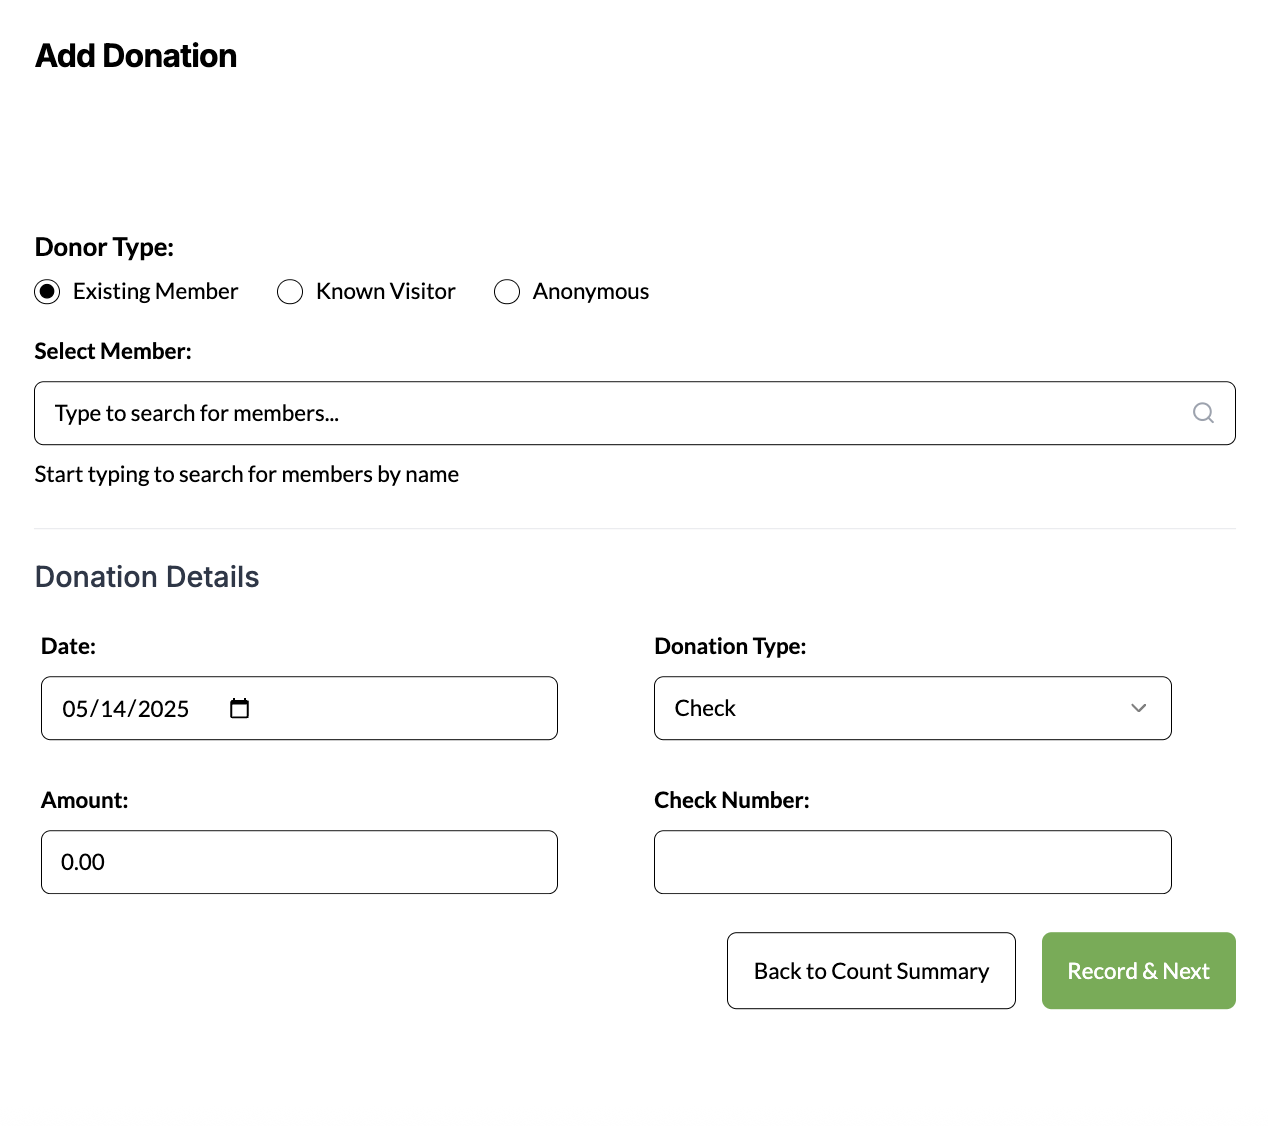 Add Donation
Donor Type:
Existing Member Known Visitor Anonymous
Select Member:
Type to search for members...
Start typing to search for members by name
Donation Details
Date: Donation Type:
05/14/2025 Check
Amount: Check Number:
0.00
Back to Count Summary Record & Next